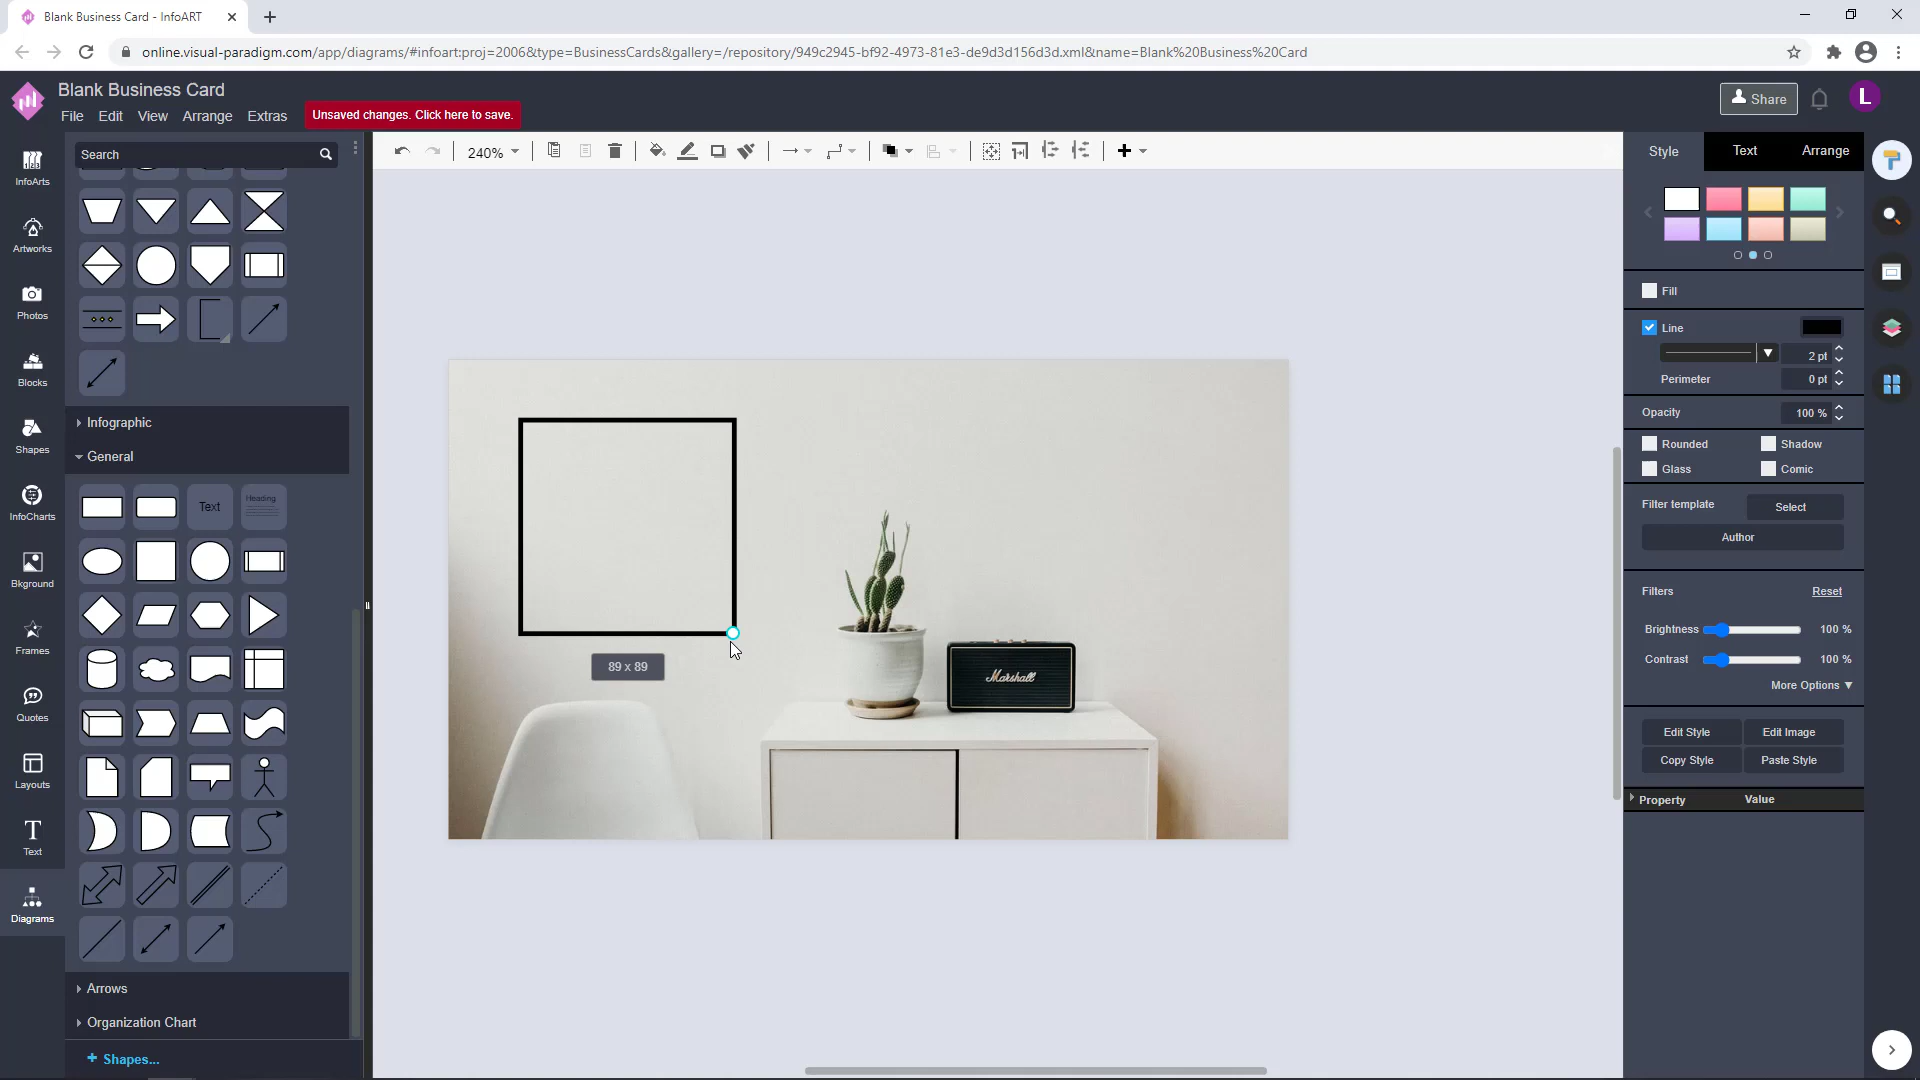 Blank Business Card - InfoART
online.visual-paradigm.com/app/diagrams/#infoart:proj=2006&type=BusinessCards&gallery=/repository/949c2945-bf92-4973-81e3-de9d3d156d3d.xml&name=Blank%20Business%20Card
Blank Business Card
File Edit View Arrange Extras
Unsaved changes. Click here to save.
Share
L
Search
240%
Style Text Arrange
InfoArts
Artworks
Photos
Blocks
Shapes
InfoCharts
Bkground
Frames
Quotes
Layouts
Text
Diagrams
Infographic
General
Text
Heading
Arrows
Organization Chart
+ Shapes...
89 x 89
Marshall
Fill
Line
2 pt
Perimeter 0 pt
Opacity 100 %
Rounded Shadow
Glass Comic
Filter template Select
Author
Filters Reset
Brightness 100 %
Contrast 100 %
More Options ▼
Edit Style Edit Image
Copy Style Paste Style
Property Value